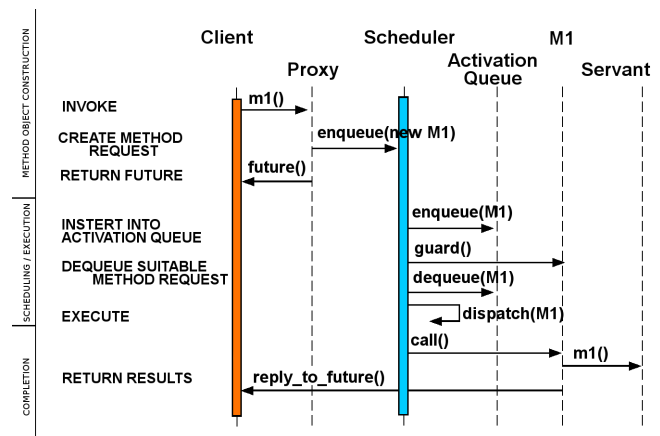 Client
Scheduler
M1
Proxy
Activation
Queue
Servant
METHOD OBJECT CONSTRUCTION
INVOKE
m1()
CREATE METHOD
REQUEST
enqueue(new M1)
RETURN FUTURE
future()
SCHEDULING / EXECUTION
INSTERT INTO
ACTIVATION QUEUE
enqueue(M1)
guard()
DEQUEUE SUITABLE
METHOD REQUEST
dequeue(M1)
EXECUTE
dispatch(M1)
COMPLETION
call()
m1()
RETURN RESULTS
reply_to_future()